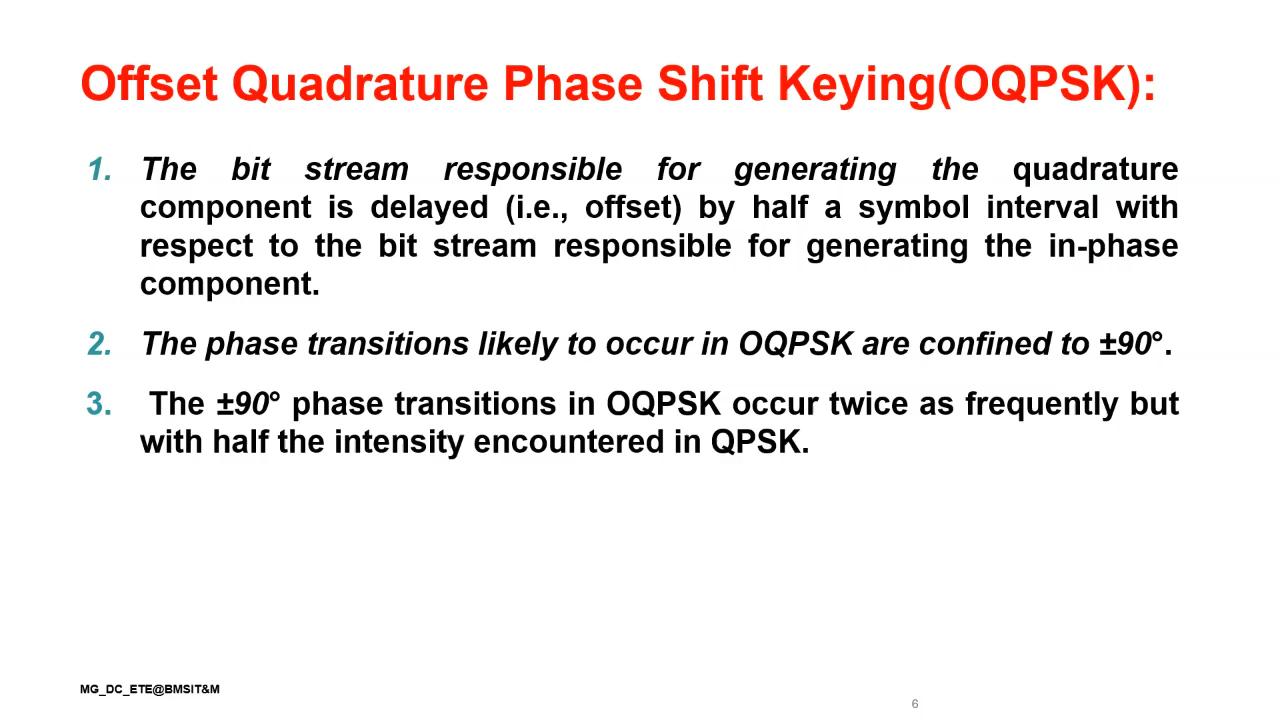 Offset Quadrature Phase Shift Keying(OQPSK):
1. The bit stream responsible for generating the quadrature
component is delayed (i.e., offset) by half a symbol interval with
respect to the bit stream responsible for generating the in-phase
component.
2. The phase transitions likely to occur in OQPSK are confined to ±90°.
3. The ±90° phase transitions in OQPSK occur twice as frequently but
with half the intensity encountered in QPSK.
MG_DC_ETE@BMSIT&M
6